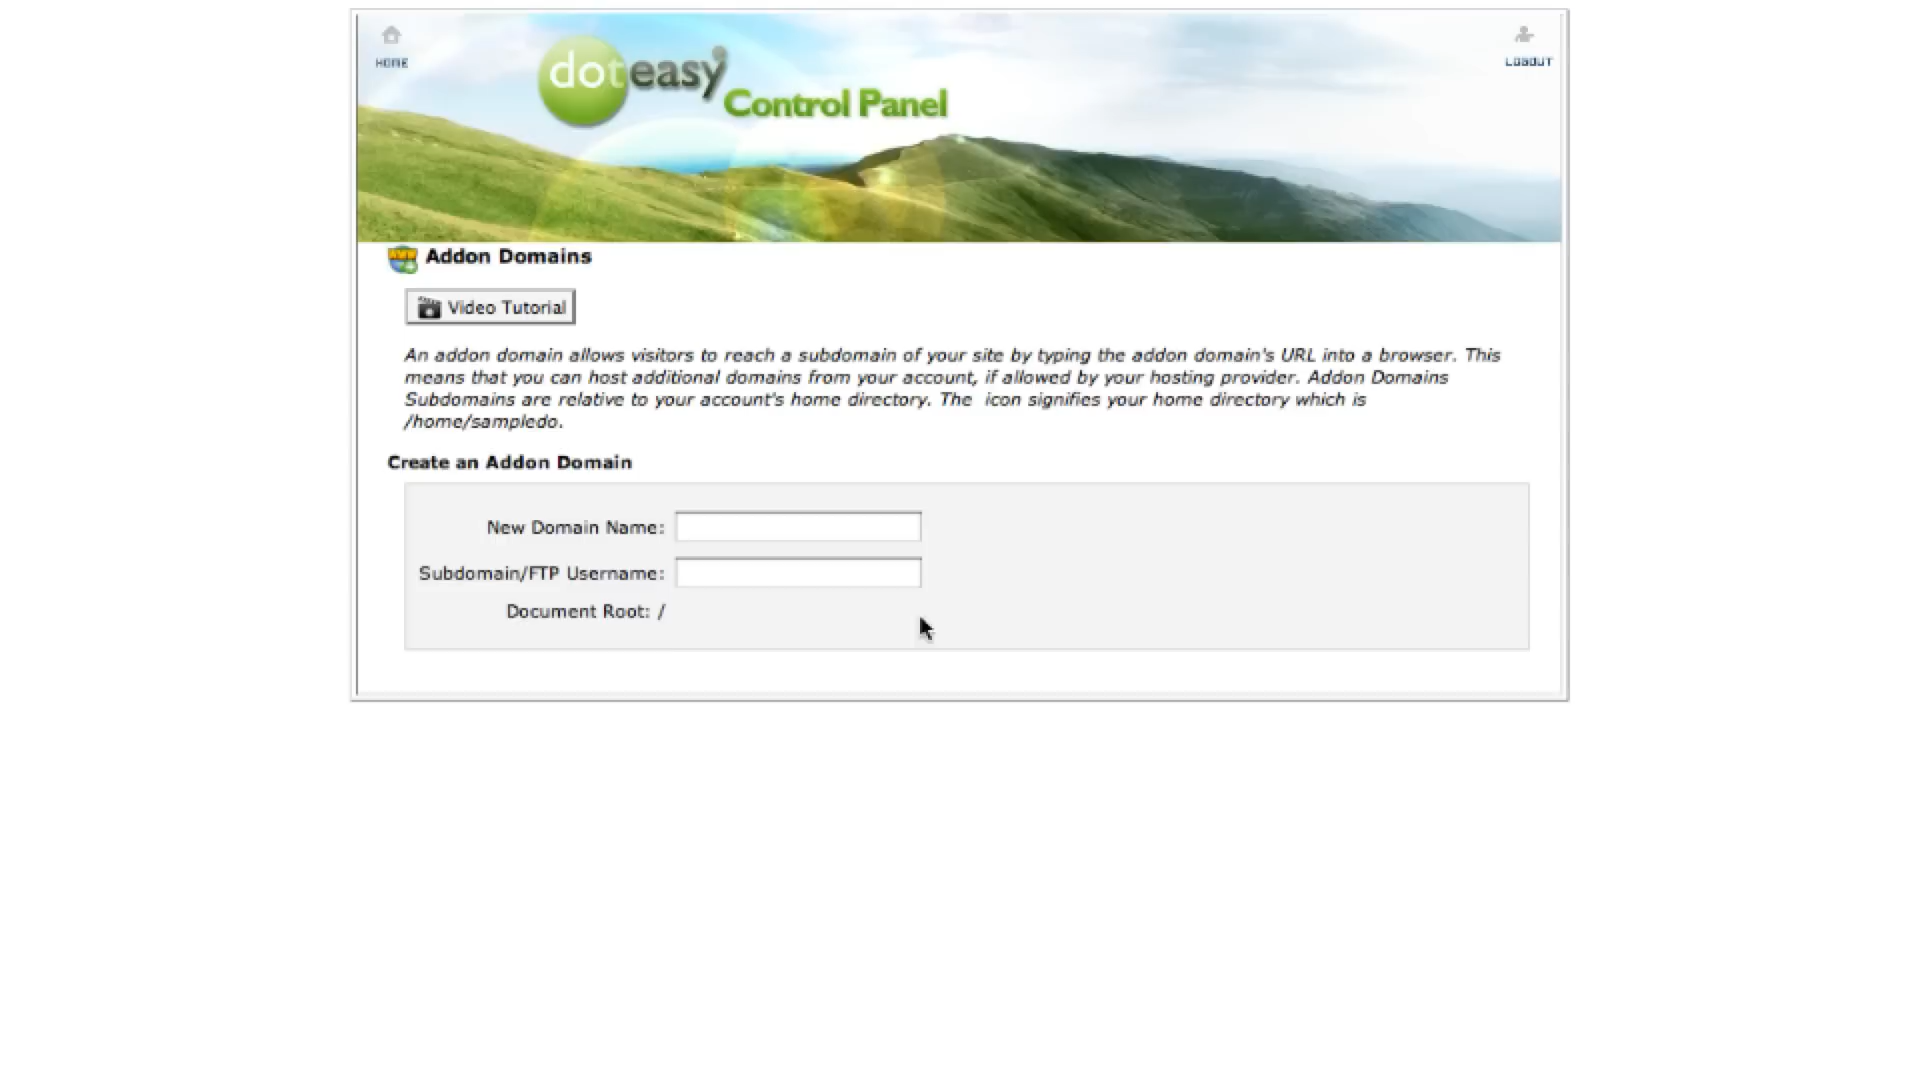 HOME
doteasy
Control Panel
LOGOUT
Addon Domains
Video Tutorial
An addon domain allows visitors to reach a subdomain of your site by typing the addon domain's URL into a browser. This
means that you can host additional domains from your account, if allowed by your hosting provider. Addon Domains
Subdomains are relative to your account's home directory. The icon signifies your home directory which is
/home/sampledo.
Create an Addon Domain
New Domain Name:
Subdomain/FTP Username:
Document Root: /